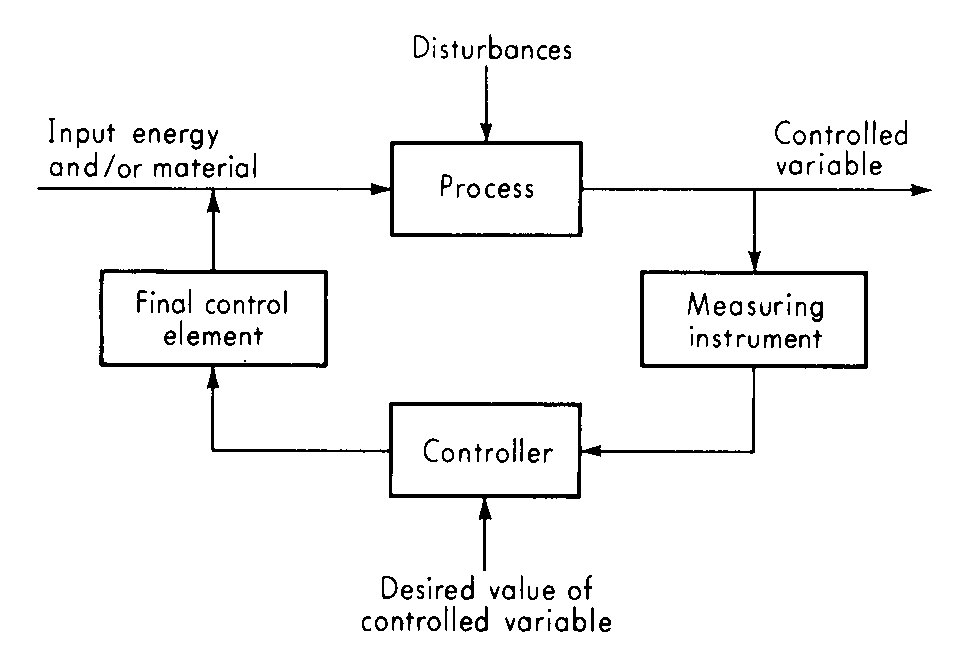 Disturbances
Input energy
and/or material
Controlled
variable
Process
Final control
element
Measuring
instrument
Controller
Desired value of
controlled variable